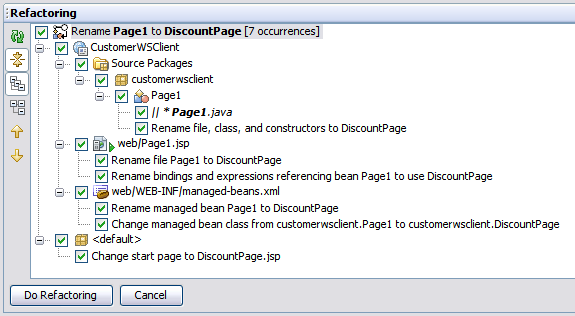 Refactoring
Rename Page1 to DiscountPage [7 occurrences]
CustomerWSClient
Source Packages
customerwsclient
Page1
// * Page1.java
Rename file, class, and constructors to DiscountPage
web/Page1.jsp
Rename file Page1 to DiscountPage
Rename bindings and expressions referencing bean Page1 to use DiscountPage
web/WEB-INF/managed-beans.xml
Rename managed bean Page1 to DiscountPage
Change managed bean class from customerwsclient.Page1 to customerwsclient.DiscountPage
<default>
Change start page to DiscountPage.jsp
Do Refactoring Cancel